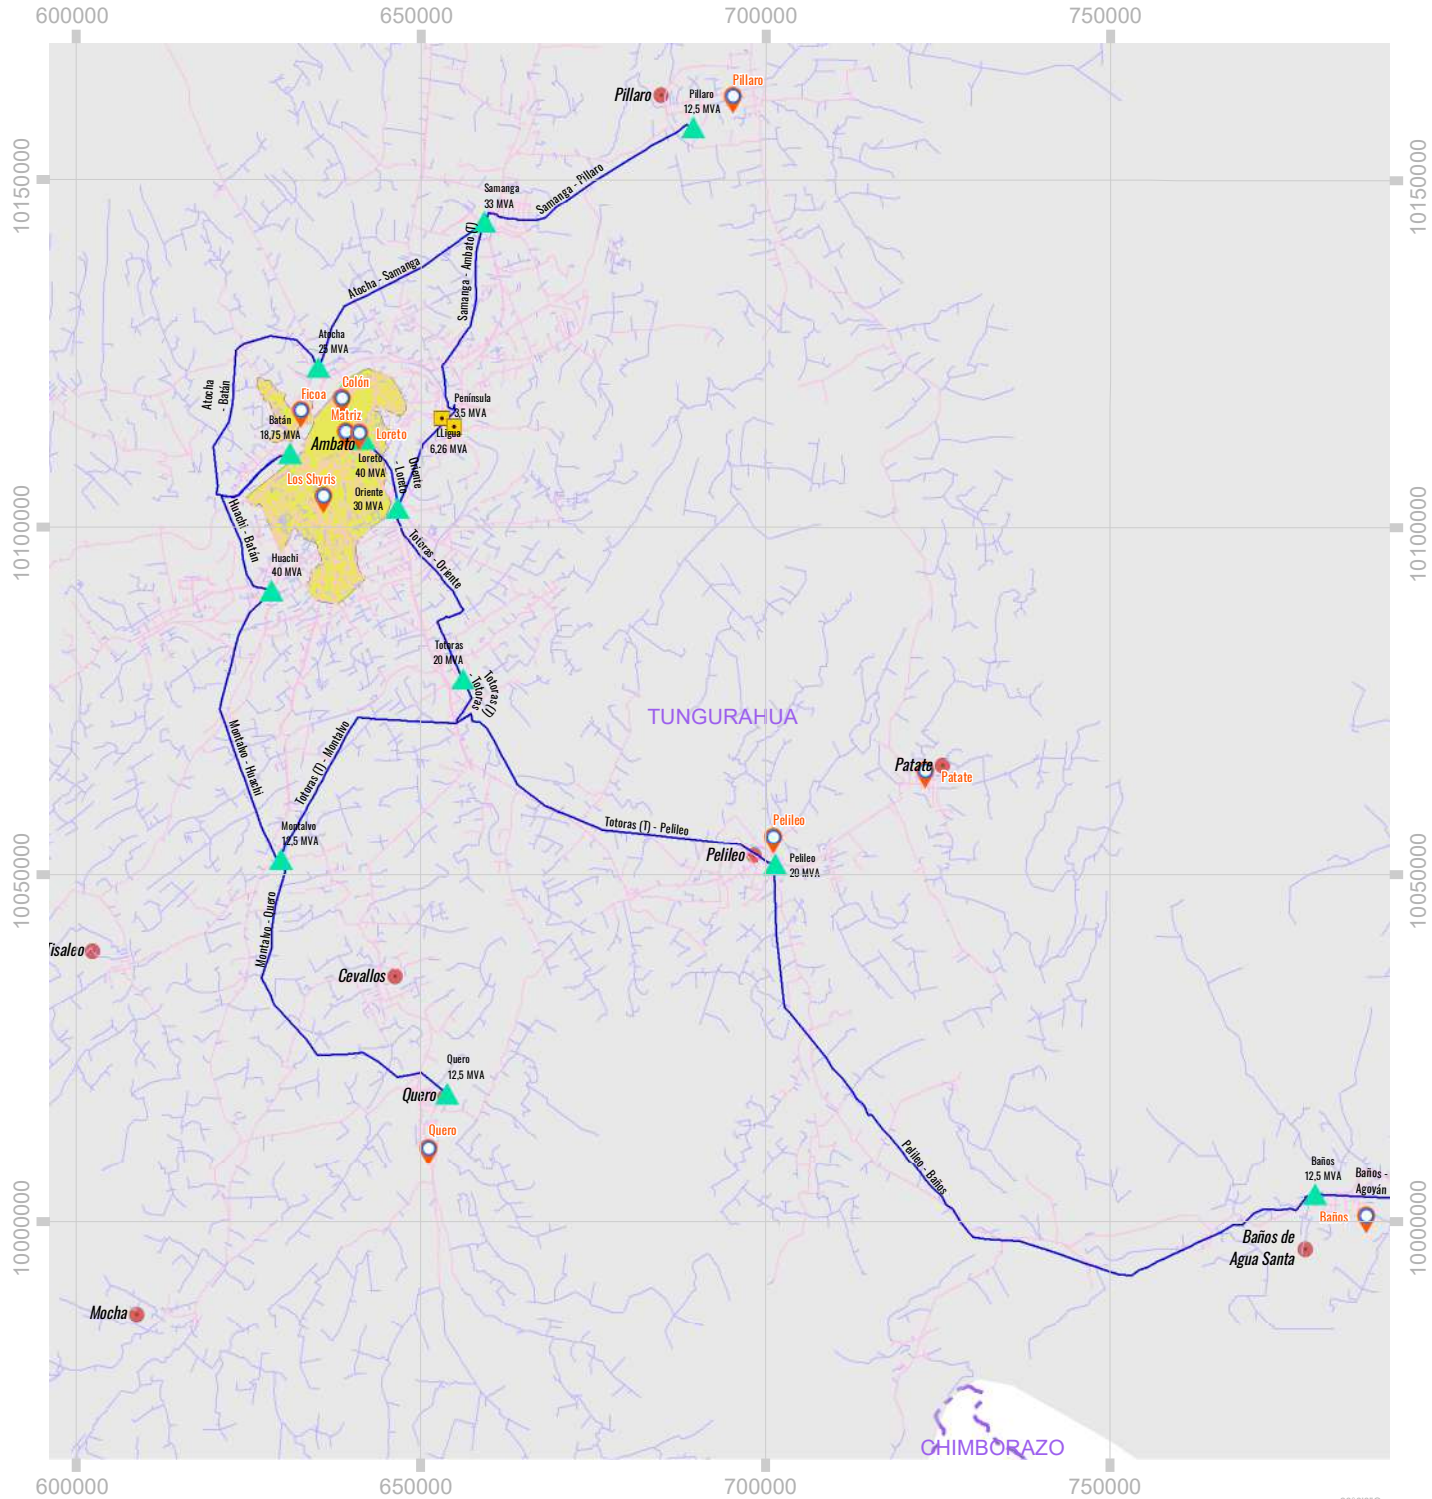 600000
650000
700000
750000
10150000
10150000
10100000
10100000
10050000
10050000
10000000
10000000
Pillaro
Pillaro
12,5 MVA
Pillaro
Samanga
33 MVA
Samanga - Pillaro
Samanga - Ambato (T)
Atocha - Samanga
Atocha
25 MVA
Atocha
- Batán
Colón
Ficoa
Matriz
Batán
18,75 MVA
Ambato
Loreto
Loreto
40 MVA
Península
3,5 MVA
LLigua
6,26 MVA
Oriente
- Loreto
Oriente
30 MVA
Los Shyris
Huachi - Batán
Huachi
40 MVA
Totoras - Oriente
Totoras
20 MVA
Totoras (T)
- Totoras
TUNGURAHUA
Montalvo - Huachi
Totoras (T) - Montalvo
Patate
Patate
Totoras (T) - Pelileo
Pelileo
Pelileo
Pelileo
20 MVA
Montalvo
12,5 MVA
Montalvo - Quero
Tisaleo
Cevallos
Quero
12,5 MVA
Quero
Quero
Pelileo - Baños
Baños
12,5 MVA
Baños -
Agoyán
Baños
Baños de
Agua Santa
Mocha
CHIMBORAZO
600000
650000
700000
750000